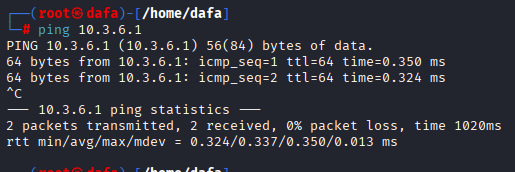 ┌──(root㉿dafa)-[/home/dafa]
└─# ping 10.3.6.1
PING 10.3.6.1 (10.3.6.1) 56(84) bytes of data.
64 bytes from 10.3.6.1: icmp_seq=1 ttl=64 time=0.350 ms
64 bytes from 10.3.6.1: icmp_seq=2 ttl=64 time=0.324 ms
^C
--- 10.3.6.1 ping statistics ---
2 packets transmitted, 2 received, 0% packet loss, time 1020ms
rtt min/avg/max/mdev = 0.324/0.337/0.350/0.013 ms
┌──(root㉿dafa)-[/home/dafa]